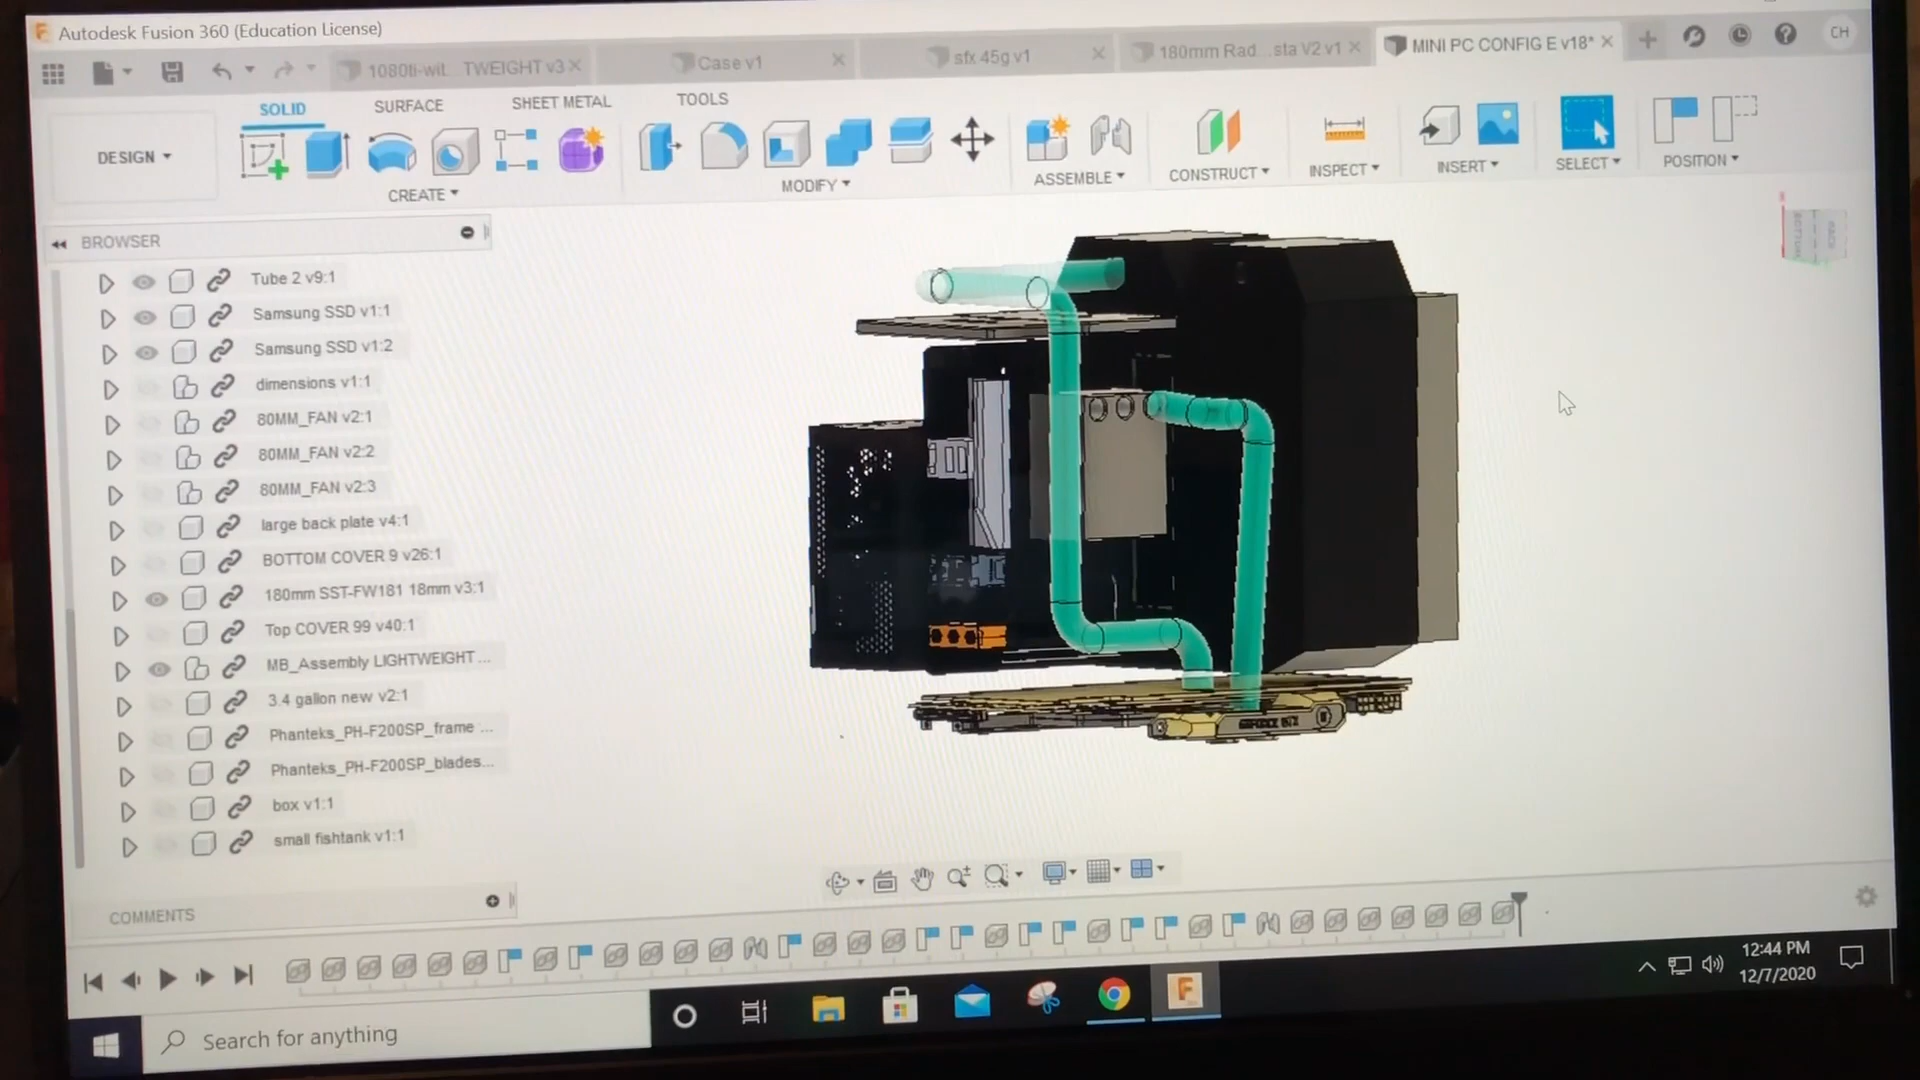 Autodesk Fusion 360 (Education License)
1080ti-wit...TWEIGHT v3
Case v1
sfx 45g v1
180mm Rad...sta V2 v1
MINI PC CONFIG E v18*
CH
SOLID
SURFACE
SHEET METAL
TOOLS
DESIGN
CREATE
MODIFY
ASSEMBLE
CONSTRUCT
INSPECT
INSERT
SELECT
POSITION
BROWSER
Tube 2 v9:1
Samsung SSD v1:1
Samsung SSD v1:2
dimensions v1:1
80MM_FAN v2:1
80MM_FAN v2:2
80MM_FAN v2:3
large back plate v4:1
BOTTOM COVER 9 v26:1
180mm SST-FW181 18mm v3:1
Top COVER 99 v40:1
MB_Assembly LIGHTWEIGHT ...
3.4 gallon new v2:1
Phanteks_PH-F200SP_frame ...
Phanteks_PH-F200SP_blades...
box v1:1
small fishtank v1:1
BOTTOM
BACK
GEFORCE GTX
COMMENTS
12:44 PM
12/7/2020
Search for anything